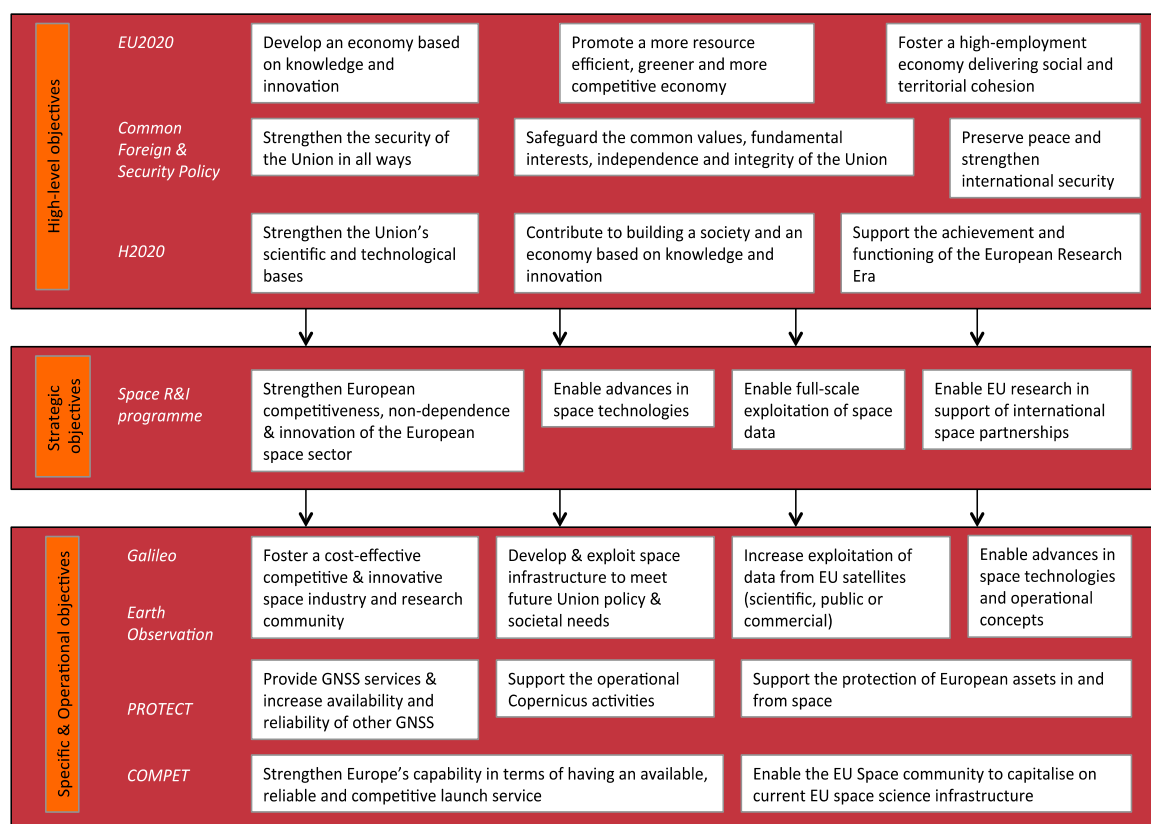 High-level objectives
EU2020
Develop an economy based
on knowledge and
innovation
Promote a more resource
efficient, greener and more
competitive economy
Foster a high-employment
economy delivering social and
territorial cohesion
Common
Foreign &
Security Policy
Strengthen the security of
the Union in all ways
Safeguard the common values, fundamental
interests, independence and integrity of the Union
Preserve peace and
strengthen
international security
H2020
Strengthen the Union's
scientific and technological
bases
Contribute to building a society and an
economy based on knowledge and
innovation
Support the achievement and
functioning of the European Research
Era
Strategic
objectives
Space R&I
programme
Strengthen European
competitiveness, non-dependence
& innovation of the European
space sector
Enable advances in
space technologies
Enable full-scale
exploitation of space
data
Enable EU research in
support of international
space partnerships
Specific & Operational objectives
Galileo
Earth
Observation
Foster a cost-effective
competitive & innovative
space industry and research
community
Develop & exploit space
infrastructure to meet
future Union policy &
societal needs
Increase exploitation of
data from EU satellites
(scientific, public or
commercial)
Enable advances in
space technologies
and operational
concepts
PROTECT
Provide GNSS services &
increase availability and
reliability of other GNSS
Support the operational
Copernicus activities
Support the protection of European assets in and
from space
COMPET
Strengthen Europe's capability in terms of having an available,
reliable and competitive launch service
Enable the EU Space community to capitalise on
current EU space science infrastructure